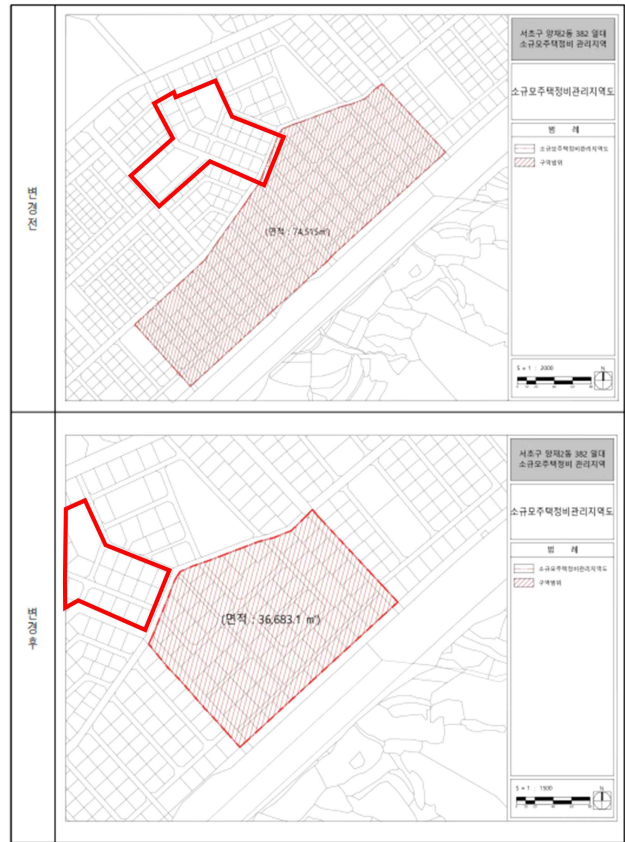 변경전
서초구 양재2동 382 일대
소규모주택정비 관리지역
소규모주택정비관리지역도
범 례
소규모주택정비관리지역도
구역범위
(면적 : 74,515㎡)
S = 1 : 2000
N
변경후
서초구 양재2동 382 일대
소규모주택정비 관리지역
소규모주택정비관리지역도
범 례
소규모주택정비관리지역도
구역범위
(면적 : 36,683.1 ㎡)
S = 1 : 1500
N